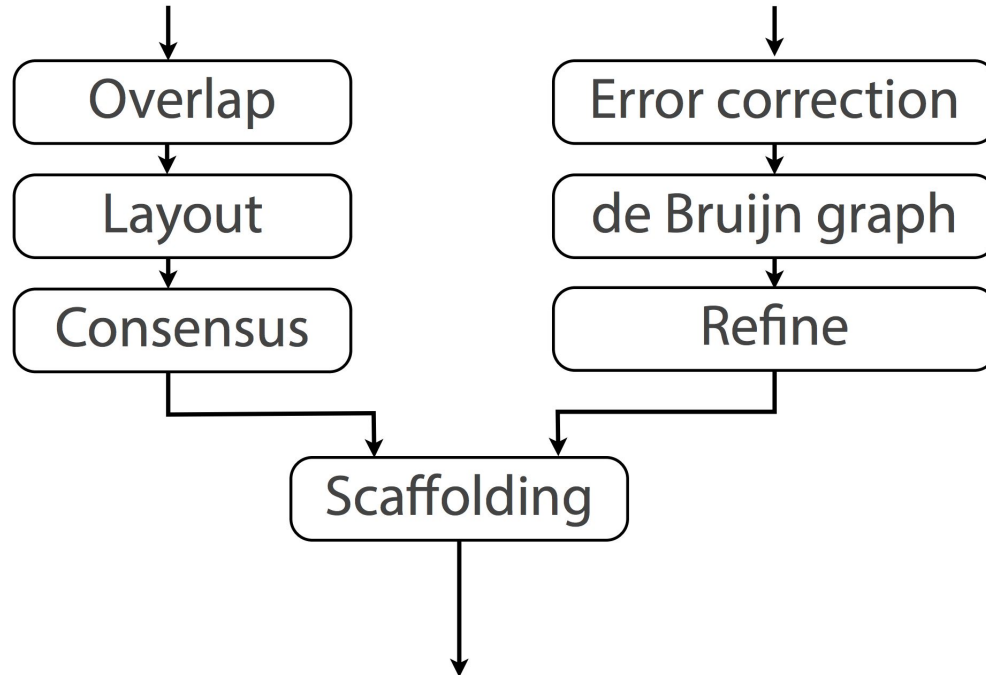 Overlap
Layout
Consensus
Error correction
de Bruijn graph
Refine
Scaffolding